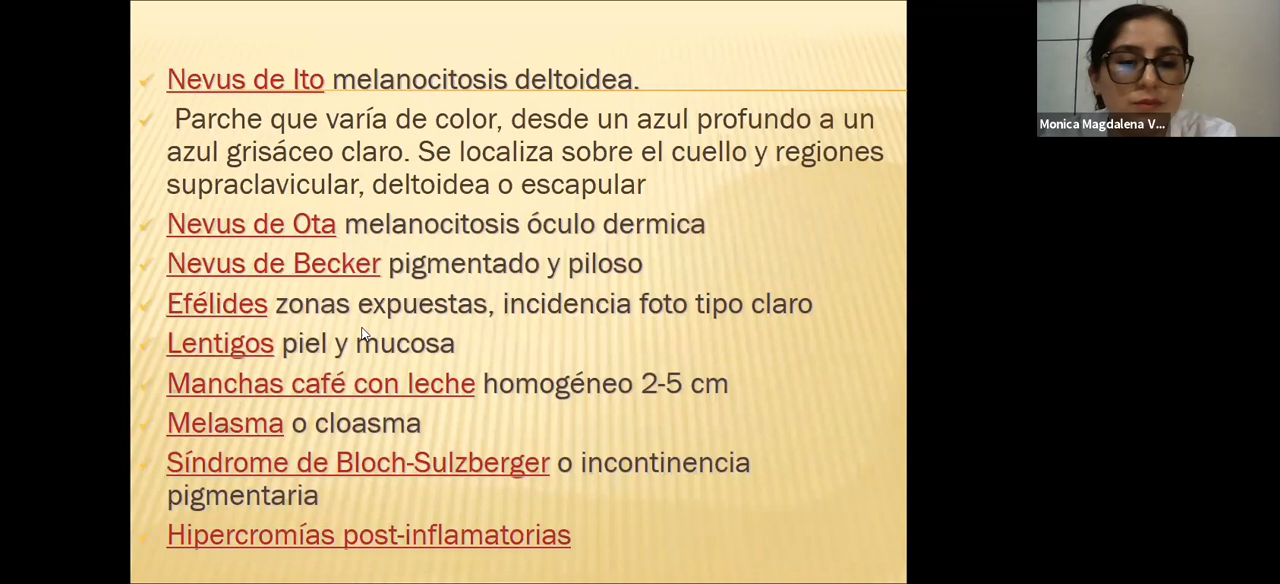 Nevus de Ito melanocitosis deltoidea.
Parche que varía de color, desde un azul profundo a un
azul grisáceo claro. Se localiza sobre el cuello y regiones
supraclavicular, deltoidea o escapular
Nevus de Ota melanocitosis óculo dermica
Nevus de Becker pigmentado y piloso
Efélides zonas expuestas, incidencia foto tipo claro
Lentigos piel y mucosa
Manchas café con leche homogéneo 2-5 cm
Melasma o cloasma
Síndrome de Bloch-Sulzberger o incontinencia
pigmentaria
Hipercromías post-inflamatorias
Monica Magdalena V...